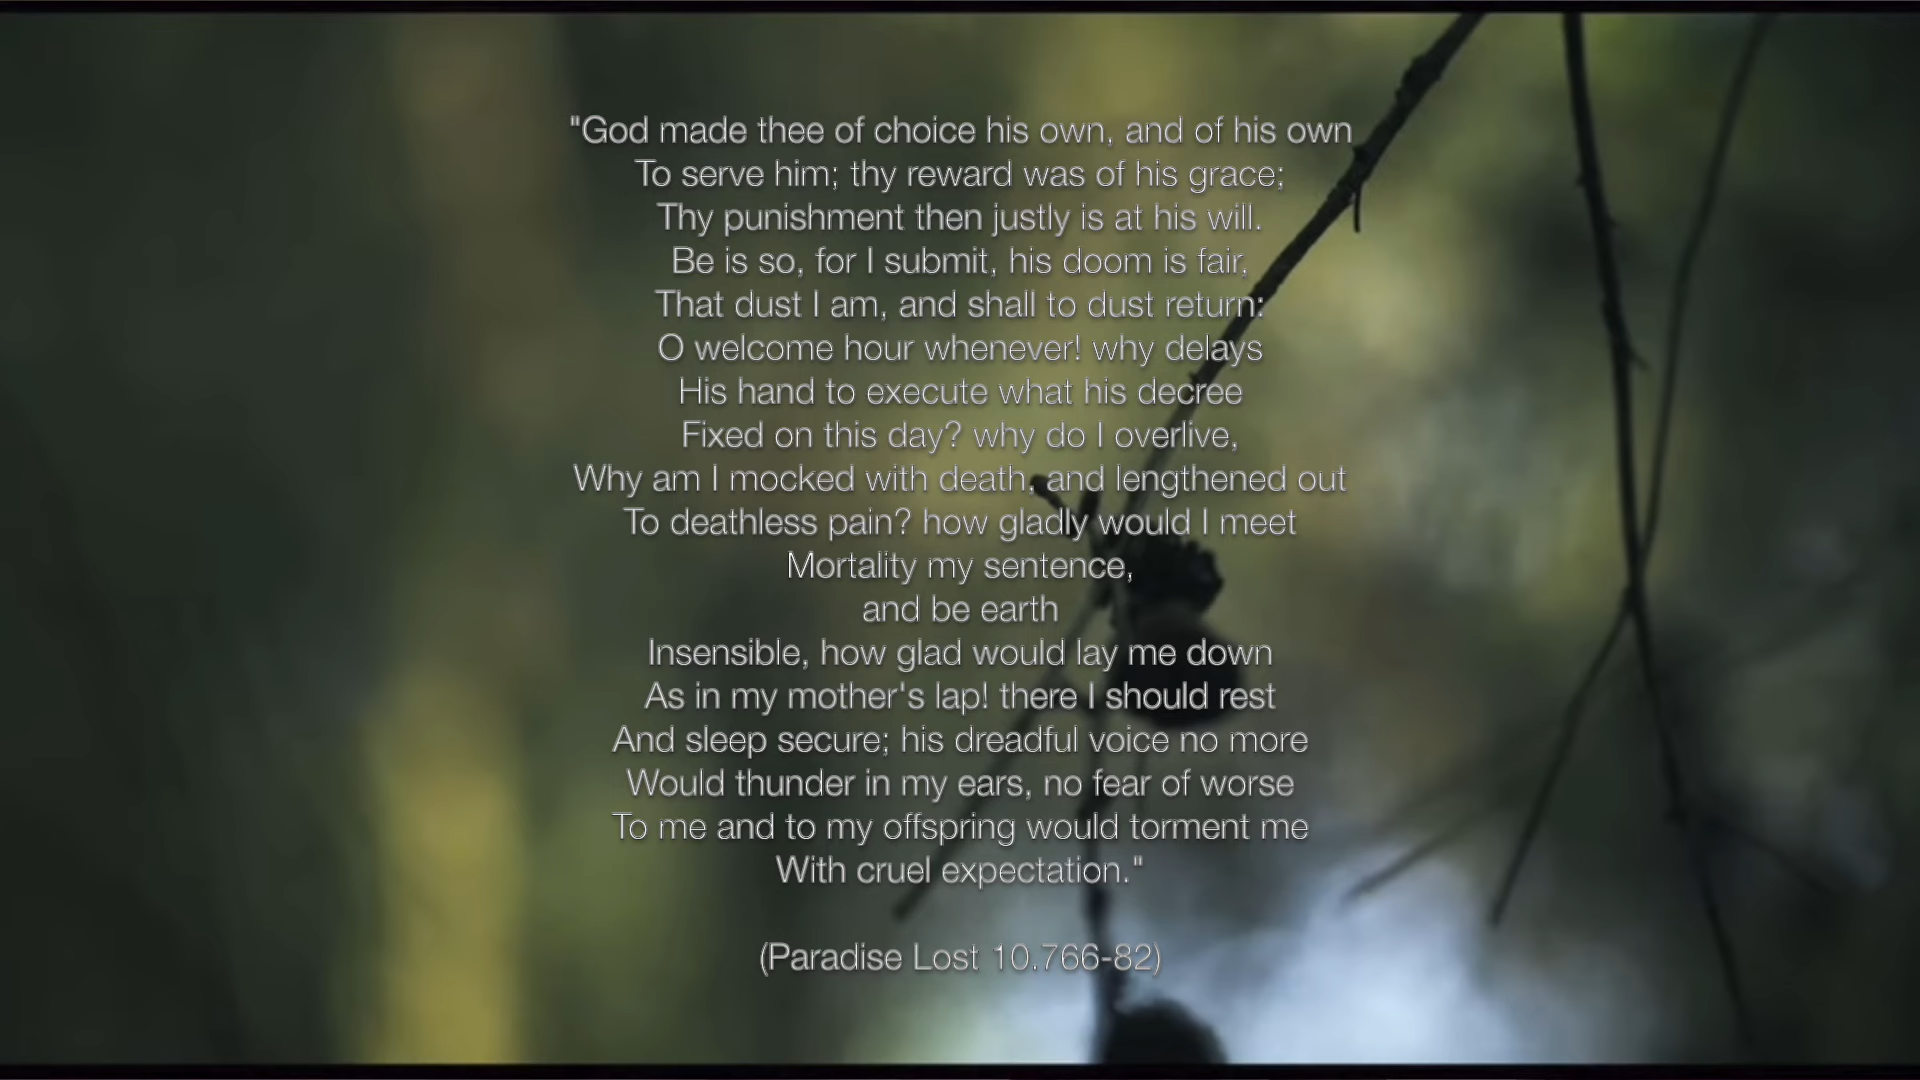 "God made thee of choice his own, and of his own
To serve him; thy reward was of his grace;
Thy punishment then justly is at his will.
Be is so, for I submit, his doom is fair,
That dust I am, and shall to dust return:
O welcome hour whenever! why delays
His hand to execute what his decree
Fixed on this day? why do I overlive,
Why am I mocked with death, and lengthened out
To deathless pain? how gladly would I meet
Mortality my sentence,
and be earth
Insensible, how glad would lay me down
As in my mother's lap! there I should rest
And sleep secure; his dreadful voice no more
Would thunder in my ears, no fear of worse
To me and to my offspring would torment me
With cruel expectation."
(Paradise Lost 10.766-82)